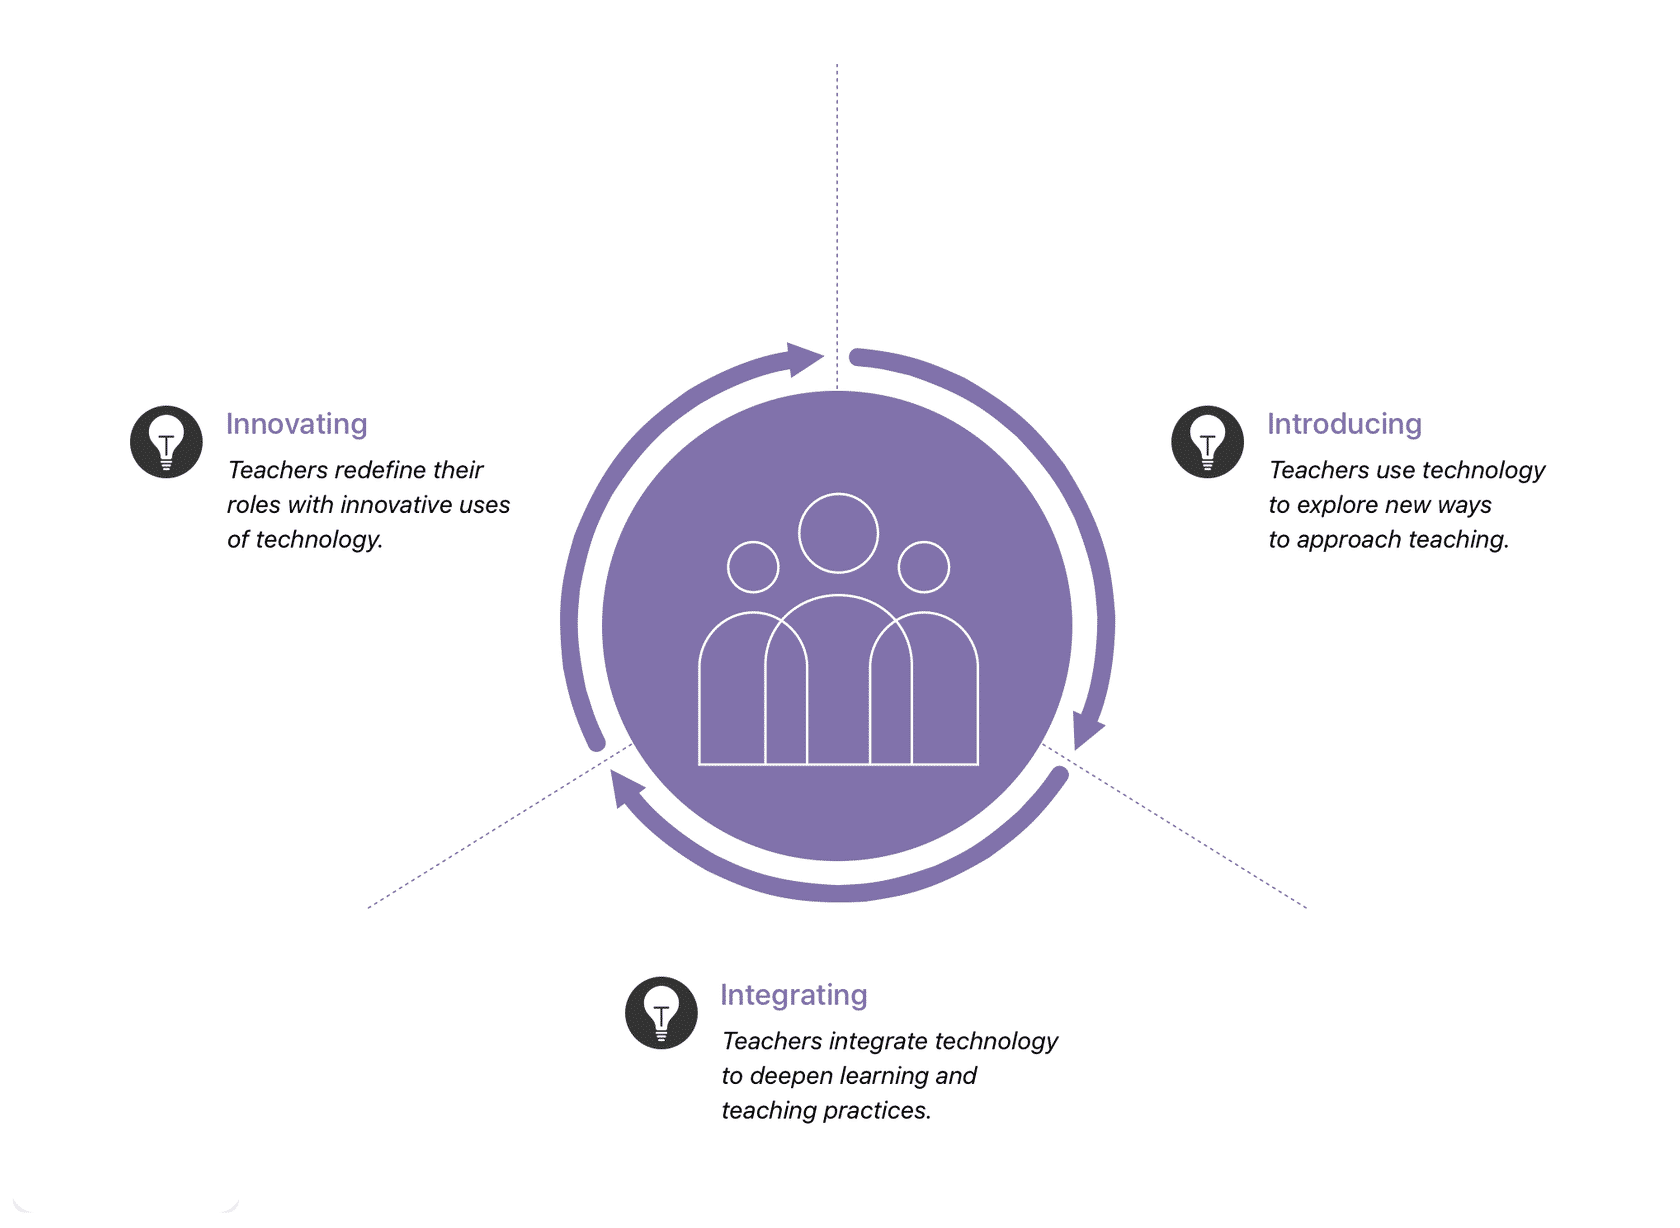 Innovating
Teachers redefine their
roles with innovative uses
of technology.
Introducing
Teachers use technology
to explore new ways
to approach teaching.
Integrating
Teachers integrate technology
to deepen learning and
teaching practices.